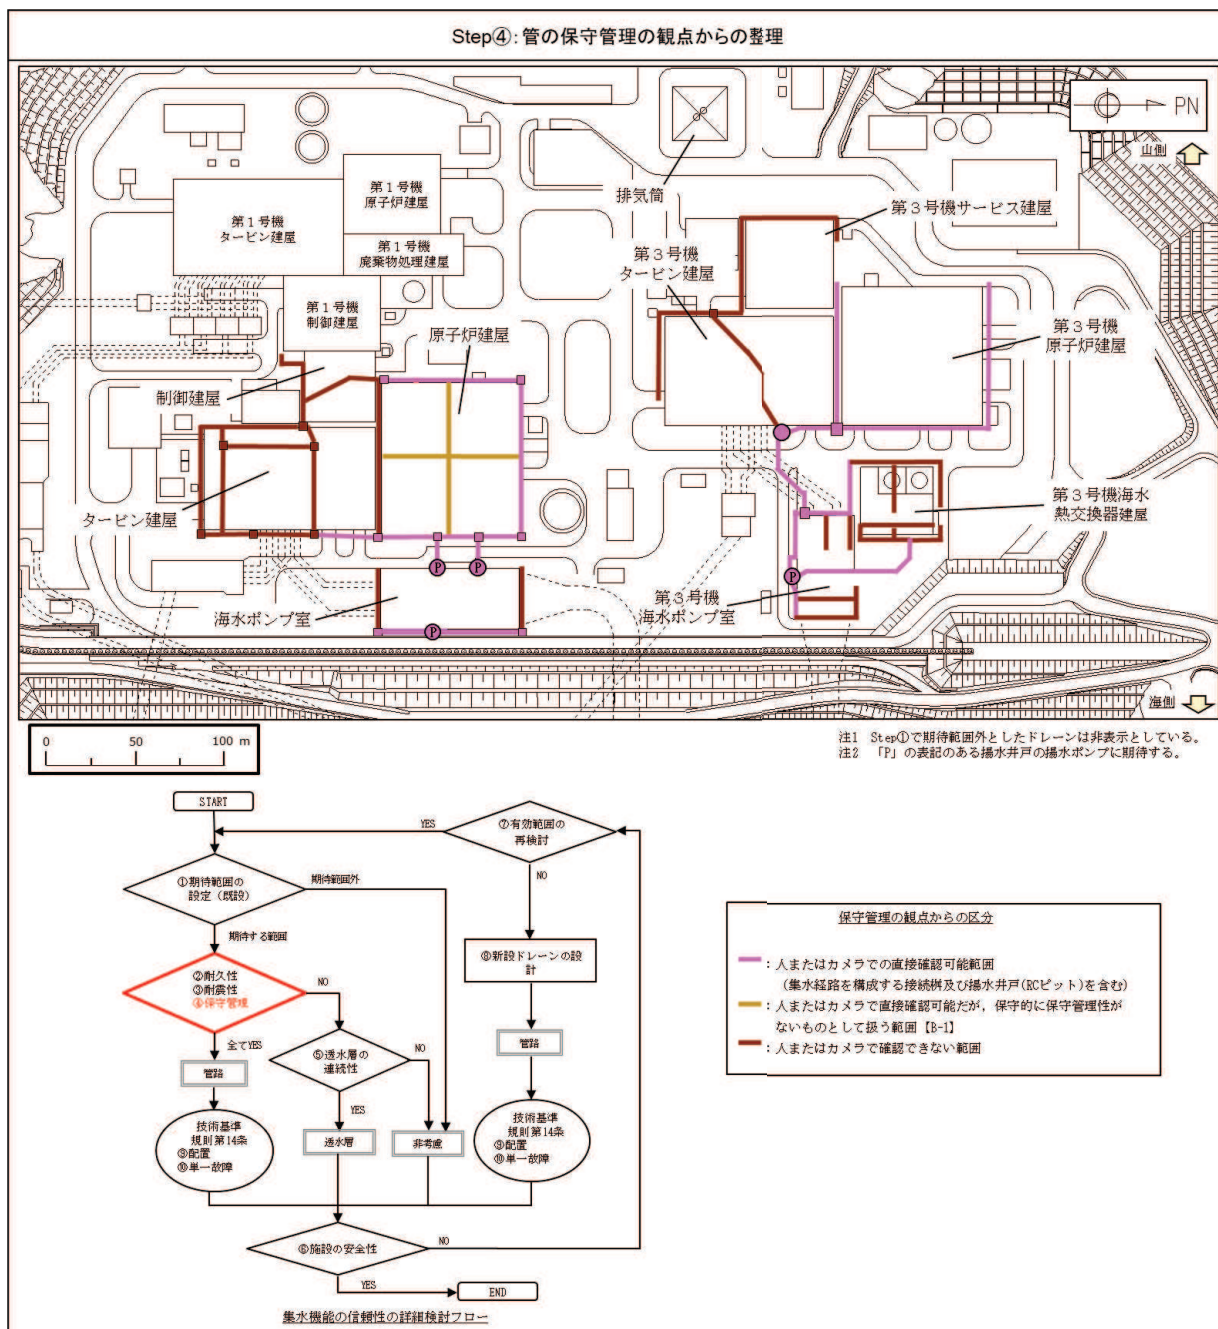 Step④:管の保守管理の観点からの整理
PN
山側
排気筒
第3号機サービス建屋
第1号機
原子炉建屋
第1号機
タービン建屋
第1号機
廃棄物処理建屋
第3号機
タービン建屋
第1号機
制御建屋
原子炉建屋
第3号機
原子炉建屋
制御建屋
タービン建屋
第3号機海水
熱交換器建屋
P
P
P
P
海水ポンプ室
第3号機
海水ポンプ室
海側
注1 Step①で期待範囲外としたドレーンは非表示としている。
注2 「P」の表記のある揚水井戸の揚水ポンプに期待する。
0 50 100 m
START
YES
⑦有効範囲の
再検討
①期待範囲の
設定(既設)
期待範囲外
NO
期待する範囲
⑧新設ドレーンの設
計
②耐久性
③耐震性
④保守管理
NO
全てYES
⑤透水層の
連続性
NO
管路
管路
YES
技術基準
規則第14条
⑨配置
⑩単一故障
透水層
非考慮
技術基準
規則第14条
⑨配置
⑩単一故障
⑥施設の安全性
NO
YES
END
集水機能の信頼性の詳細検討フロー
保守管理の観点からの区分
:人またはカメラでの直接確認可能範囲
(集水経路を構成する接続桝及び揚水井戸(RCピット)を含む)
:人またはカメラで直接確認可能だが,保守的に保守管理性が
ないものとして扱う範囲【B-1】
:人またはカメラで確認できない範囲